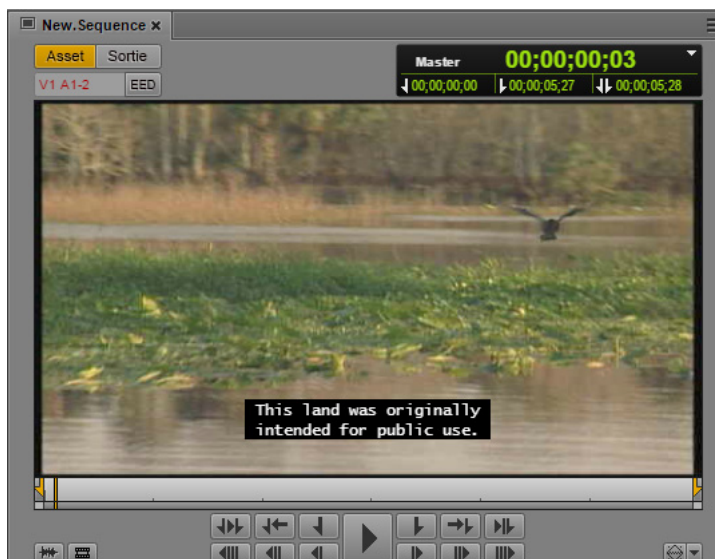 New.Sequence ×
Asset Sortie
V1 A1-2 EED
Master 00;00;00;03
00;00;00;00 00;00;05;27 00;00;05;28
This land was originally
intended for public use.